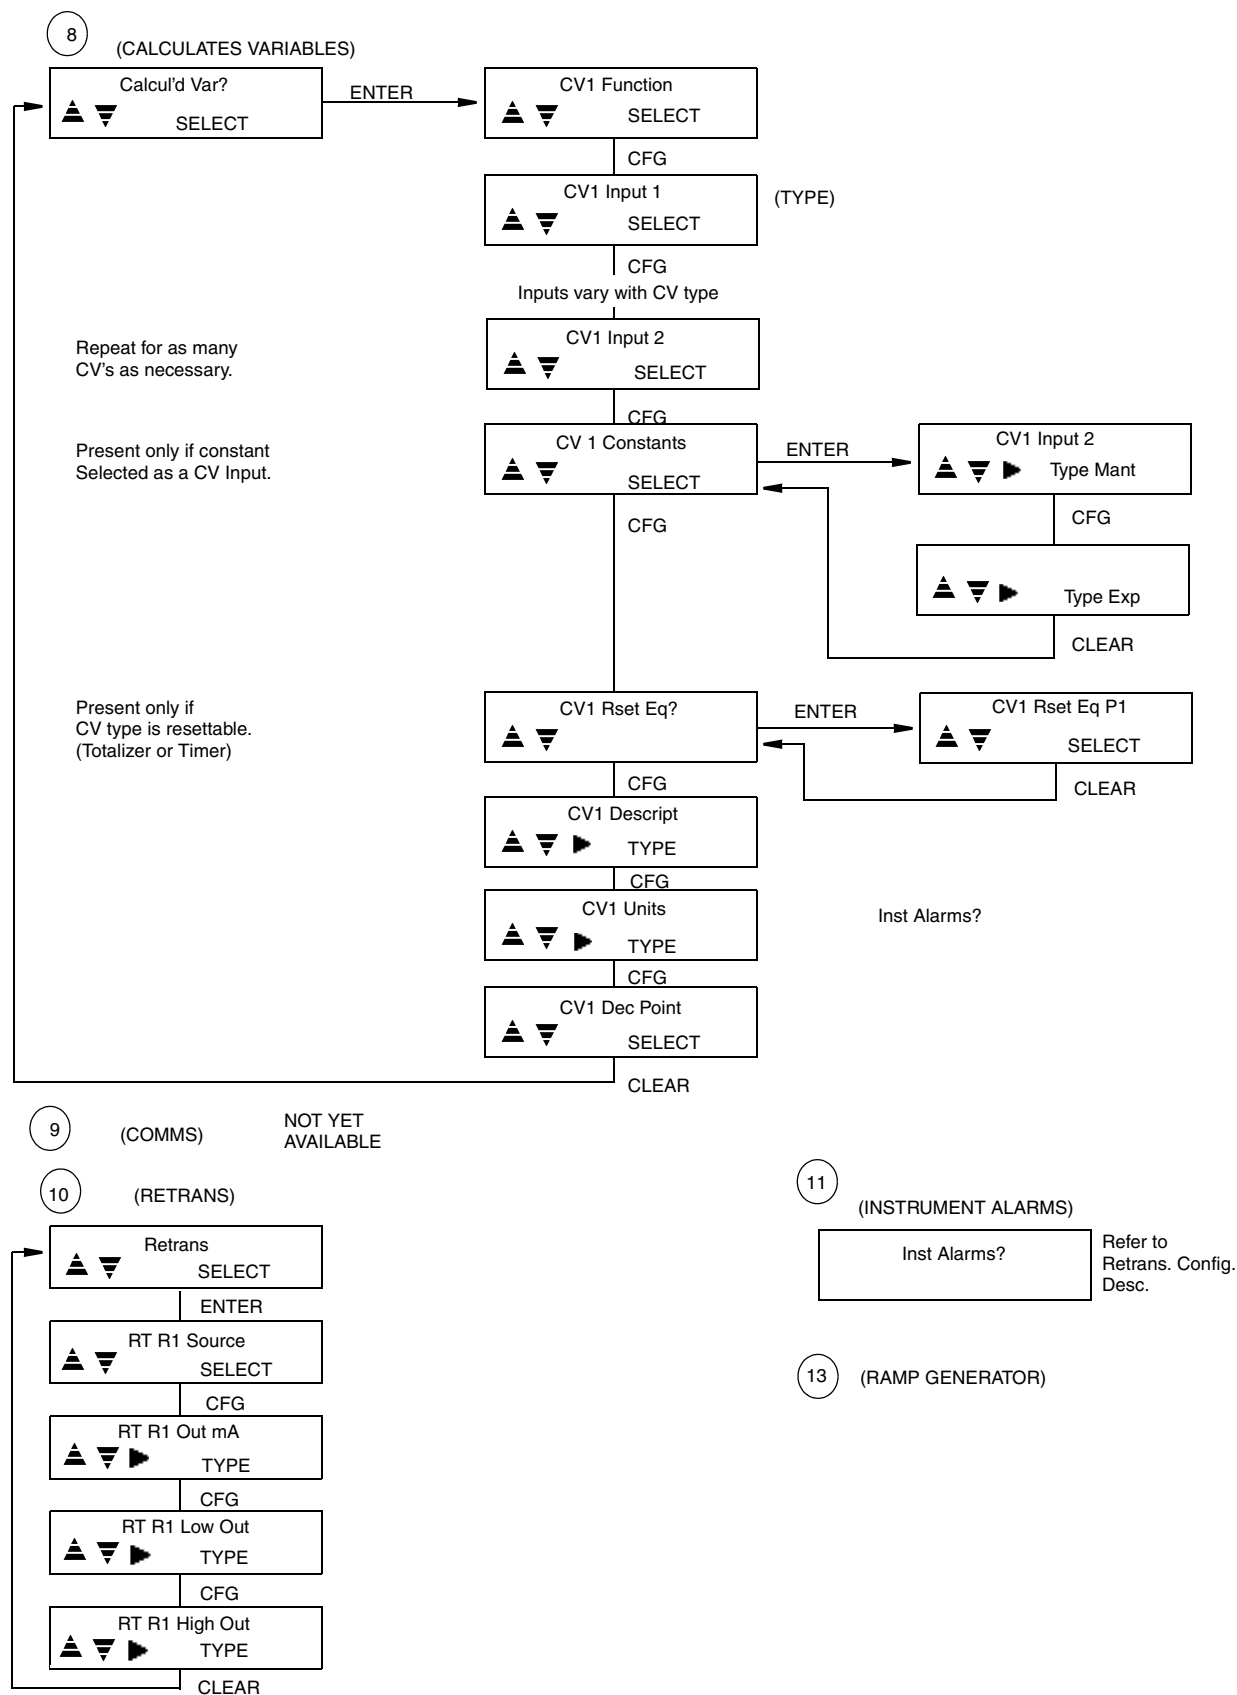 8
(CALCULATES VARIABLES)
Calcul'd Var?
SELECT
ENTER
CV1 Function
SELECT
CFG
CV1 Input 1
SELECT
(TYPE)
CFG
Inputs vary with CV type
CV1 Input 2
SELECT
Repeat for as many
CV's as necessary.
CFG
CV 1 Constants
SELECT
Present only if constant
Selected as a CV Input.
ENTER
CV1 Input 2
Type Mant
CFG
Type Exp
CLEAR
CFG
Present only if
CV type is resettable.
(Totalizer or Timer)
CV1 Rset Eq?
ENTER
CV1 Rset Eq P1
SELECT
CLEAR
CFG
CV1 Descript
TYPE
CFG
CV1 Units
TYPE
Inst Alarms?
CFG
CV1 Dec Point
SELECT
CLEAR
9
(COMMS)
NOT YET
AVAILABLE
10
(RETRANS)
Retrans
SELECT
ENTER
RT R1 Source
SELECT
CFG
RT R1 Out mA
TYPE
CFG
RT R1 Low Out
TYPE
CFG
RT R1 High Out
TYPE
CLEAR
11
(INSTRUMENT ALARMS)
Inst Alarms?
Refer to
Retrans. Config.
Desc.
13
(RAMP GENERATOR)